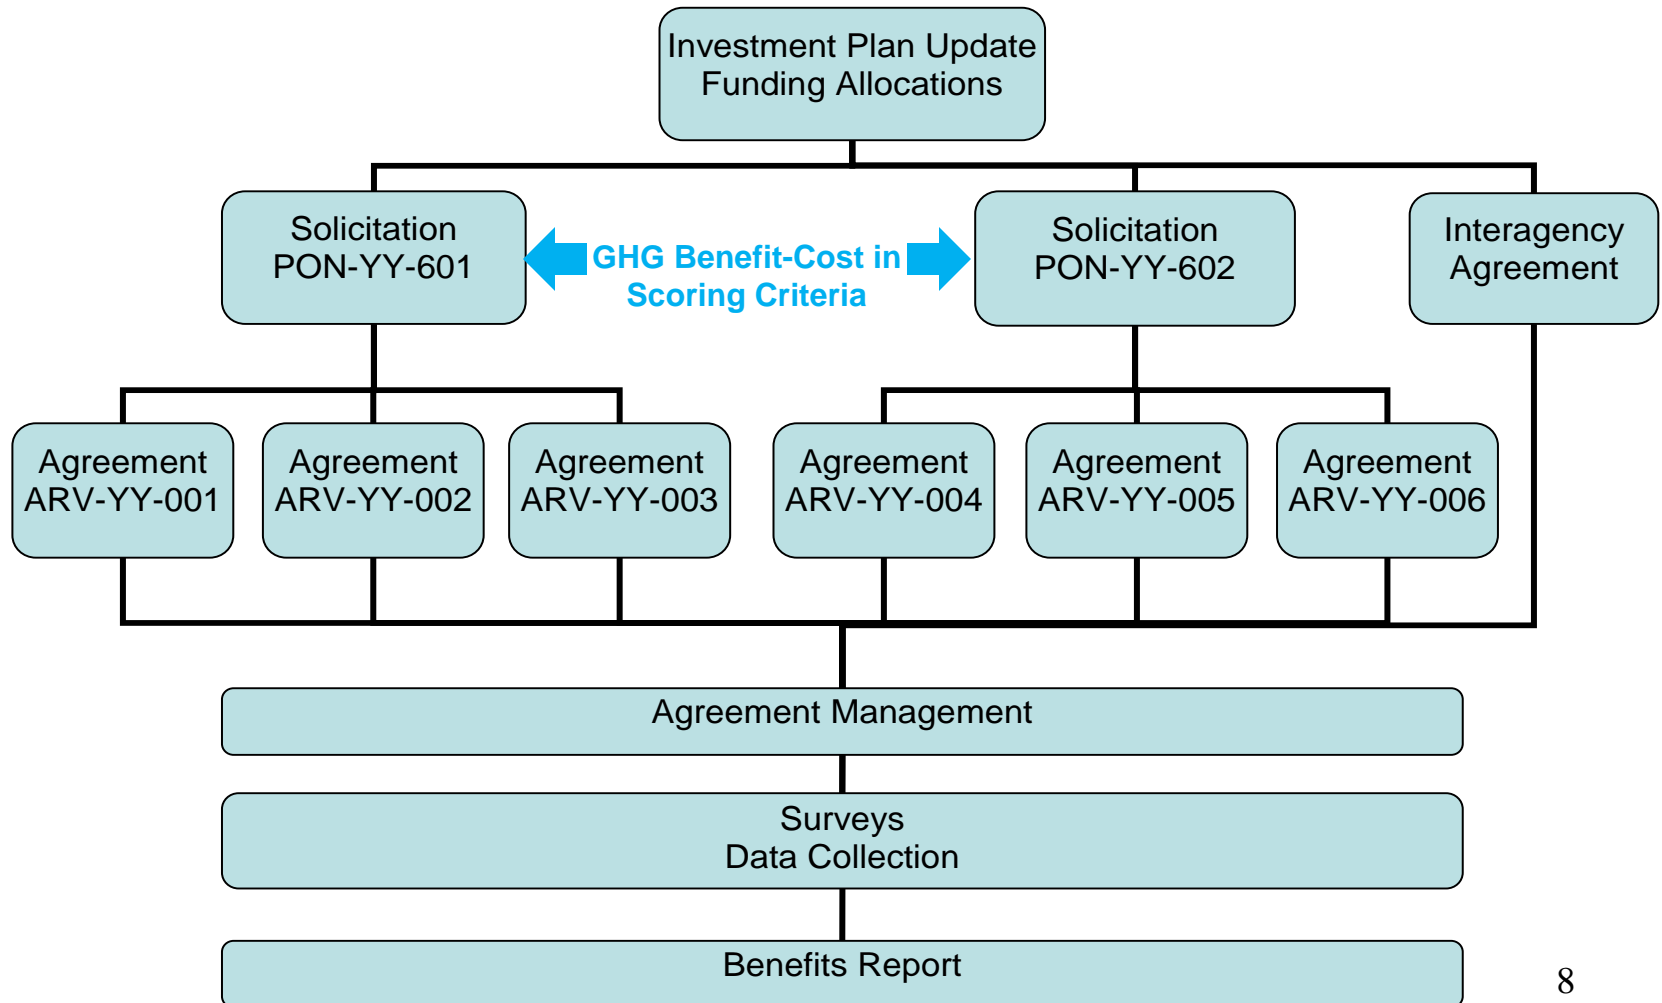 Investment Plan Update
Funding Allocations
Solicitation
PON-YY-601
GHG Benefit-Cost in
Scoring Criteria
Solicitation
PON-YY-602
Interagency
Agreement
Agreement
ARV-YY-001
Agreement
ARV-YY-002
Agreement
ARV-YY-003
Agreement
ARV-YY-004
Agreement
ARV-YY-005
Agreement
ARV-YY-006
Agreement Management
Surveys
Data Collection
Benefits Report
8